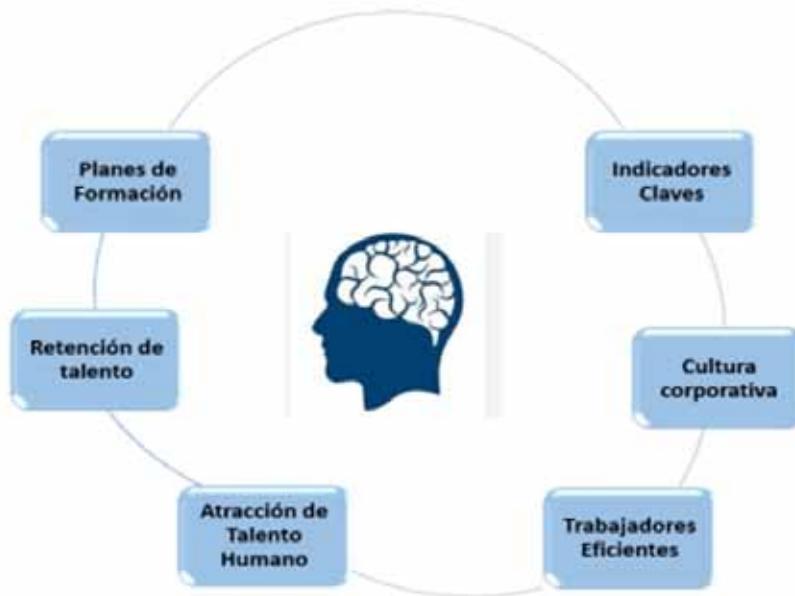 Planes de
Formación
Indicadores
Claves
Retención de
talento
Cultura
corporativa
Atracción de
Talento
Humano
Trabajadores
Eficientes